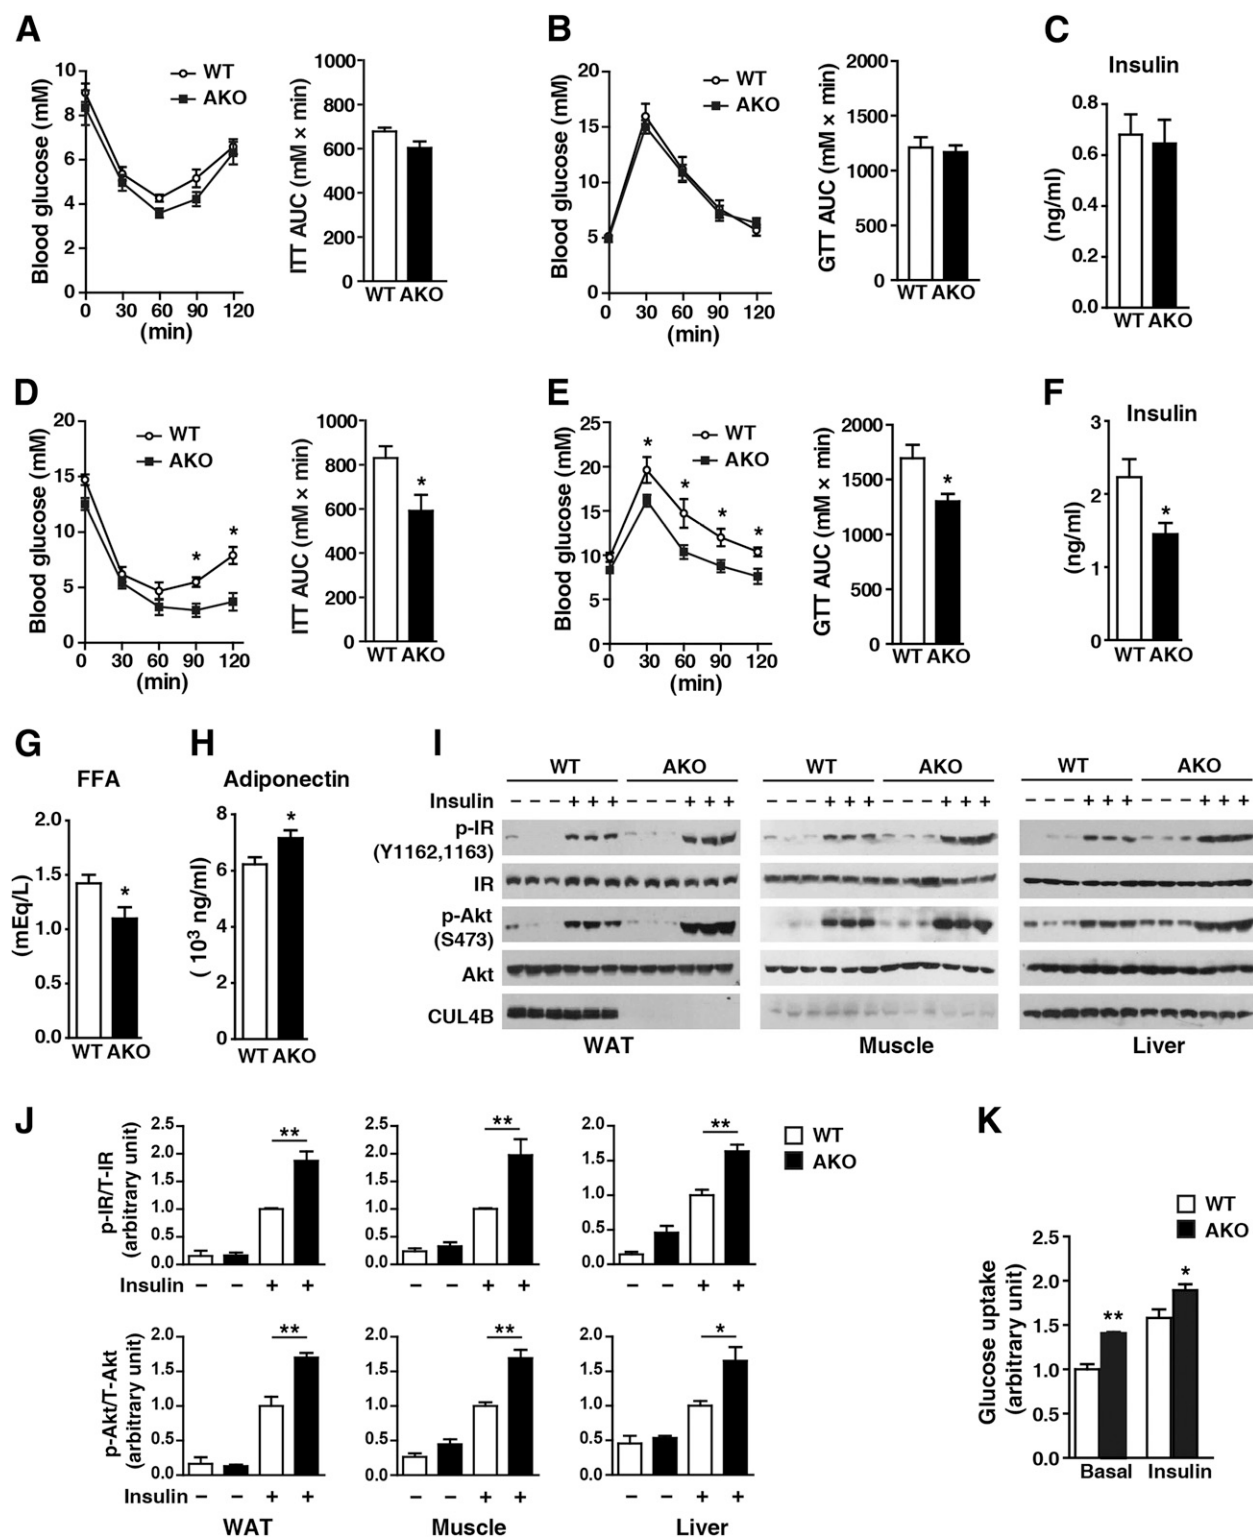 A
Blood glucose (mM)
10
8
6
4
2
0
0 30 60 90 120
(min)
WT
AKO
ITT AUC (mM × min)
1000
800
600
400
200
0
WT AKO
B
Blood glucose (mM)
20
15
10
5
0
0 30 60 90 120
(min)
WT
AKO
GTT AUC (mM × min)
2000
1500
1000
500
0
WT AKO
C
Insulin
(ng/ml)
0.8
0.6
0.4
0.2
0.0
WT AKO
D
Blood glucose (mM)
20
15
10
5
0
0 30 60 90 120
(min)
WT
AKO
*
*
ITT AUC (mM × min)
1000
800
600
400
200
0
*
WT AKO
E
Blood glucose (mM)
25
20
15
10
5
0
0 30 60 90 120
(min)
WT
AKO
*
*
*
*
GTT AUC (mM × min)
2000
1500
1000
500
0
*
WT AKO
F
Insulin
(ng/ml)
3
2
1
0
*
WT AKO
G
FFA
(mEq/L)
2.0
1.5
1.0
0.5
0.0
*
WT AKO
H
Adiponectin
( 10³ ng/ml)
8
6
4
2
0
*
WT AKO
I
WT AKO WT AKO WT AKO
Insulin − − − + + + − − − + + + − − − + + + − − − + + + − − − + + + − − − + + +
p-IR
(Y1162,1163)
IR
p-Akt
(S473)
Akt
CUL4B
WAT Muscle Liver
J
p-IR/T-IR
(arbitrary unit)
2.5
2.0
1.5
1.0
0.5
0.0
**
2.5
2.0
1.5
1.0
0.5
0.0
**
2.0
1.5
1.0
0.5
0.0
**
WT
AKO
Insulin − − + + − − + + − − + +
p-Akt/T-Akt
(arbitrary unit)
2.0
1.5
1.0
0.5
0.0
**
2.0
1.5
1.0
0.5
0.0
**
2.0
1.5
1.0
0.5
0.0
*
Insulin − − + + − − + + − − + +
WAT Muscle Liver
K
WT
AKO
Glucose uptake
(arbitrary unit)
2.5
2.0
1.5
1.0
0.5
0.0
**
*
Basal Insulin